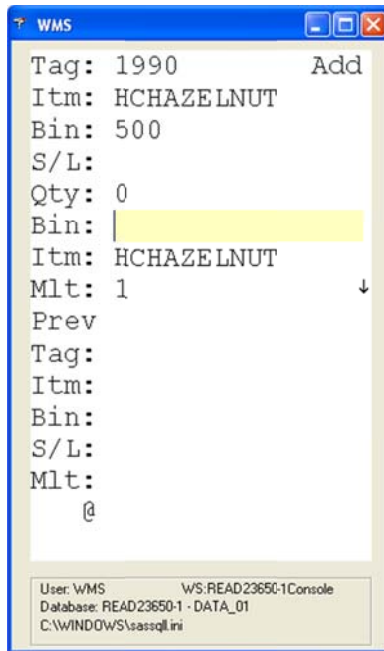 WMS
Tag: 1990 Add
Itm: HCHAZELNUT
Bin: 500
S/L:
Qty: 0
Bin:
Itm: HCHAZELNUT
Mlt: 1 ↓
Prev
Tag:
Itm:
Bin:
S/L:
Mlt:
@
User: WMS WS:READ23650-1Console
Database: READ23650-1 - DATA_01
C:\WINDOWS\sassqll.ini